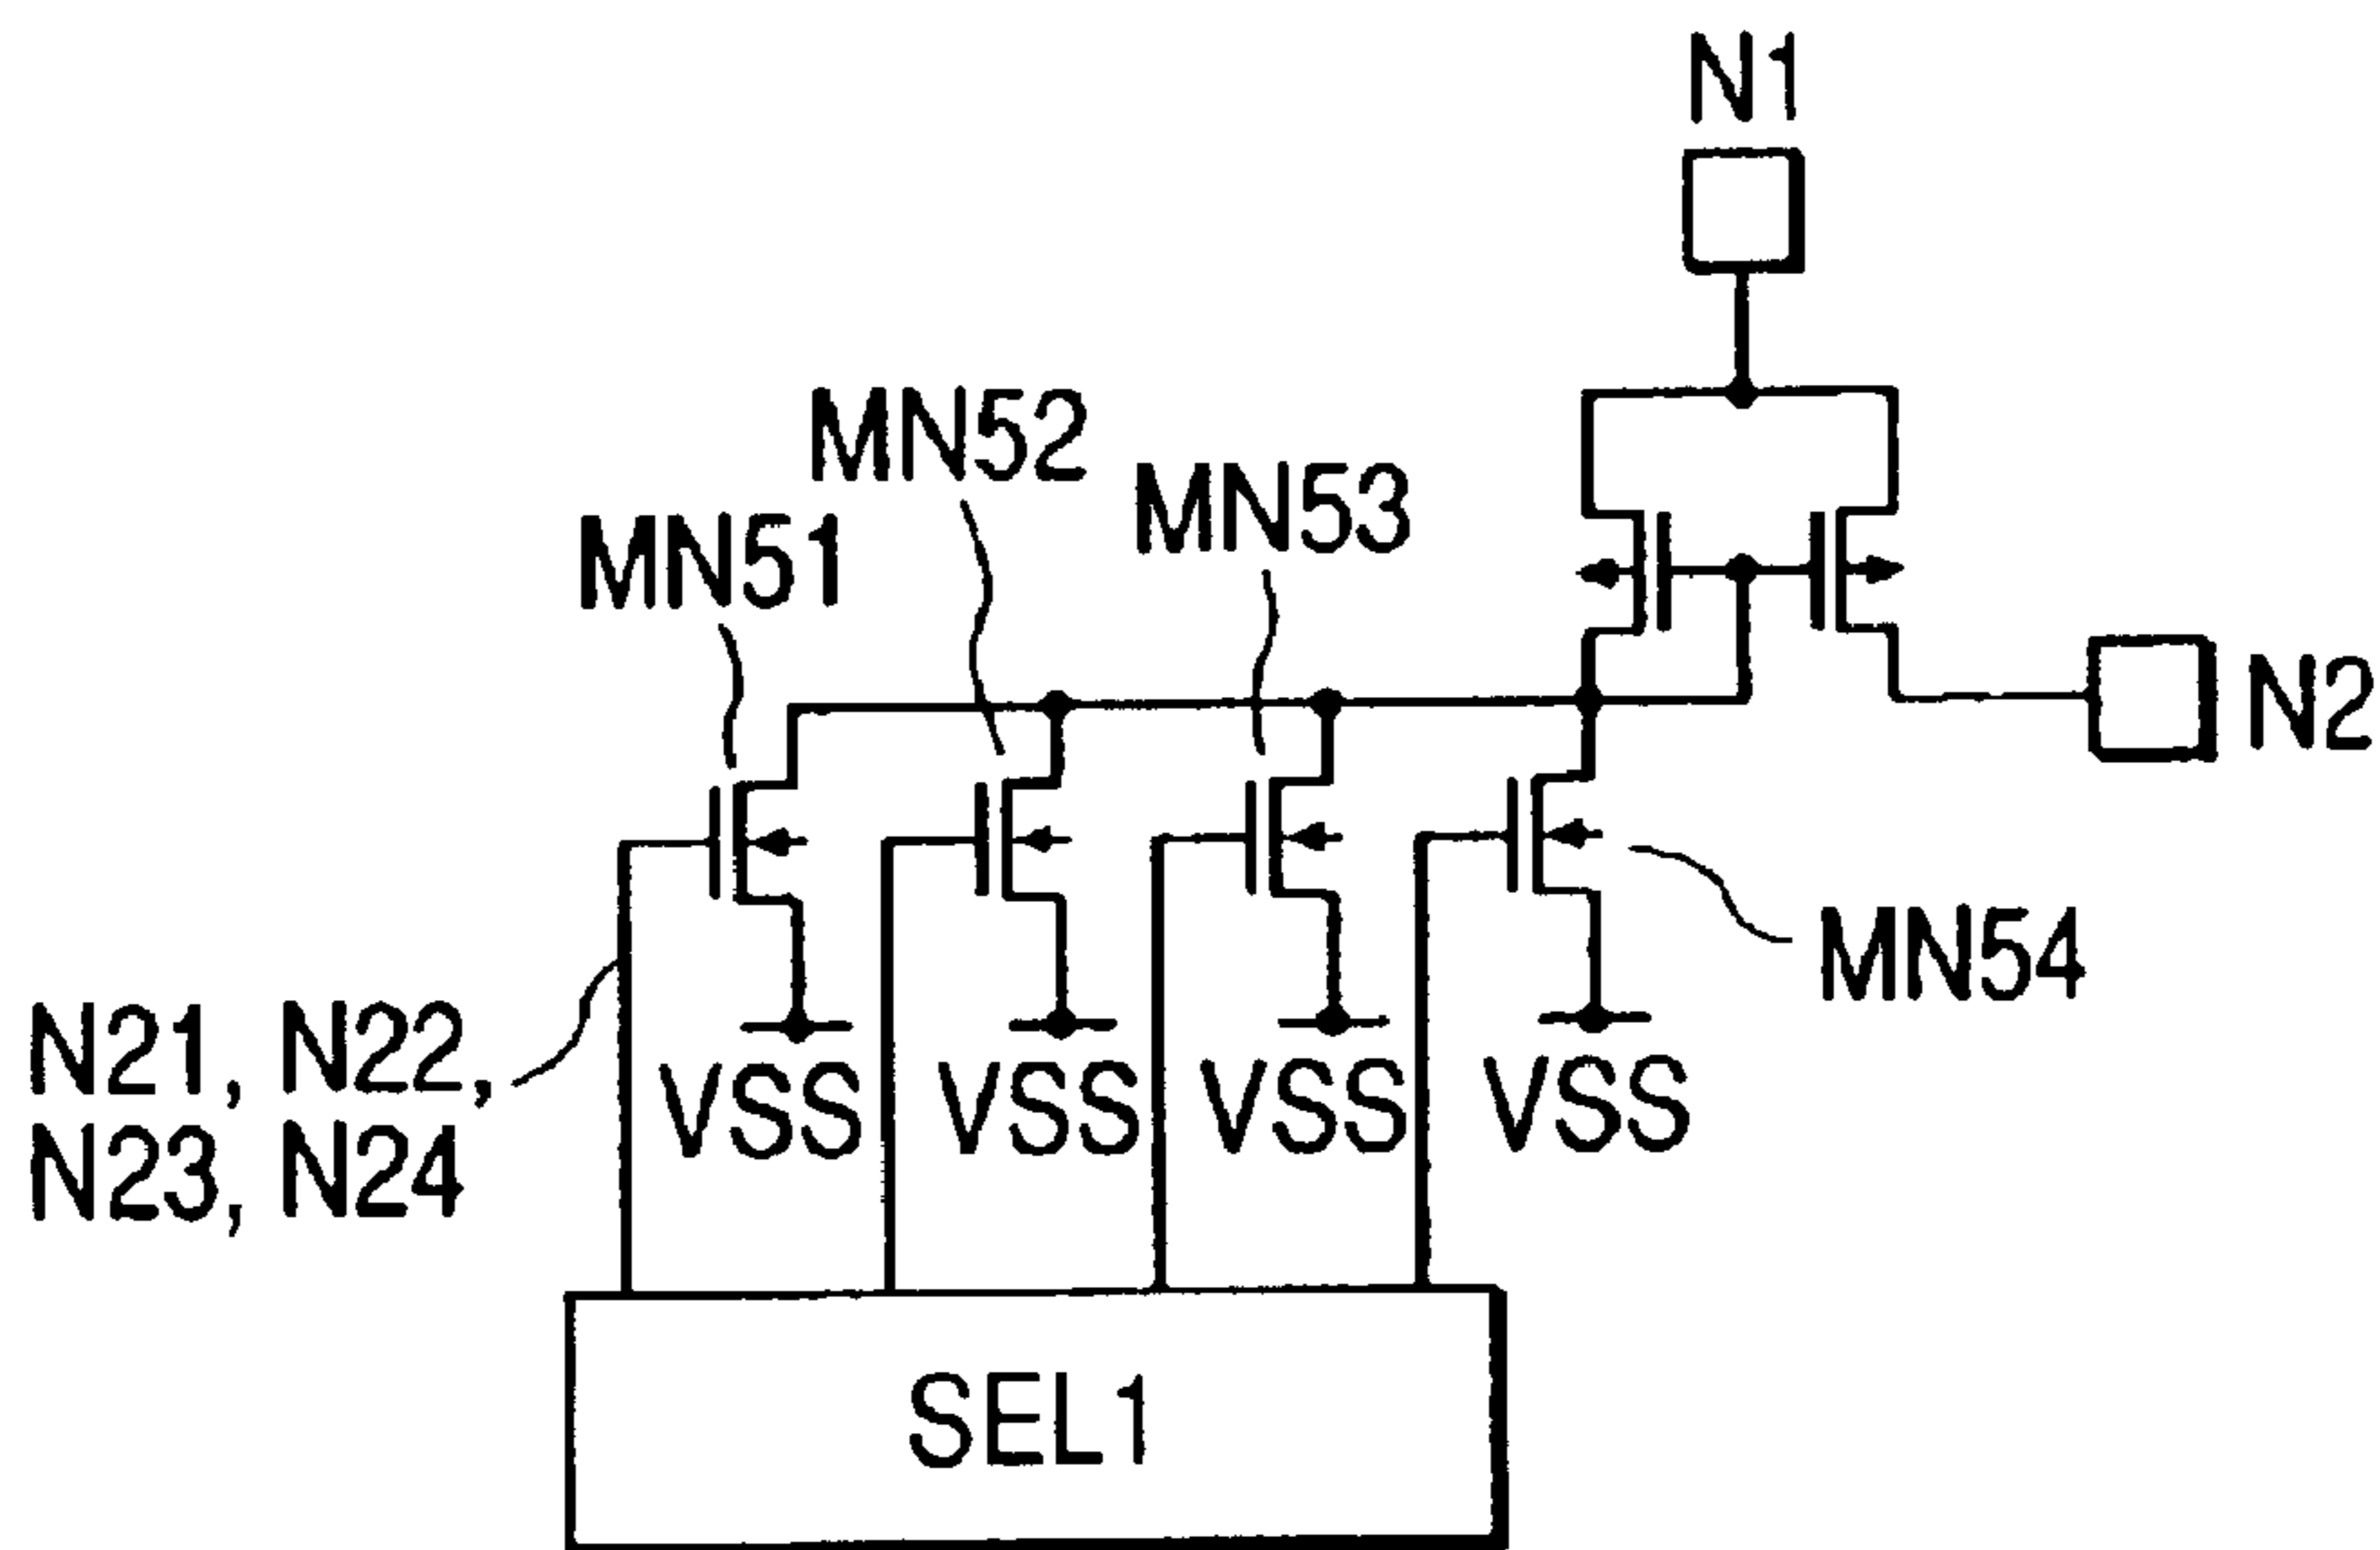 N1
MN52
MN53
MN51
N2
MN54
N21, N22,
N23, N24
VSS
VSS
VSS
VSS
SEL1